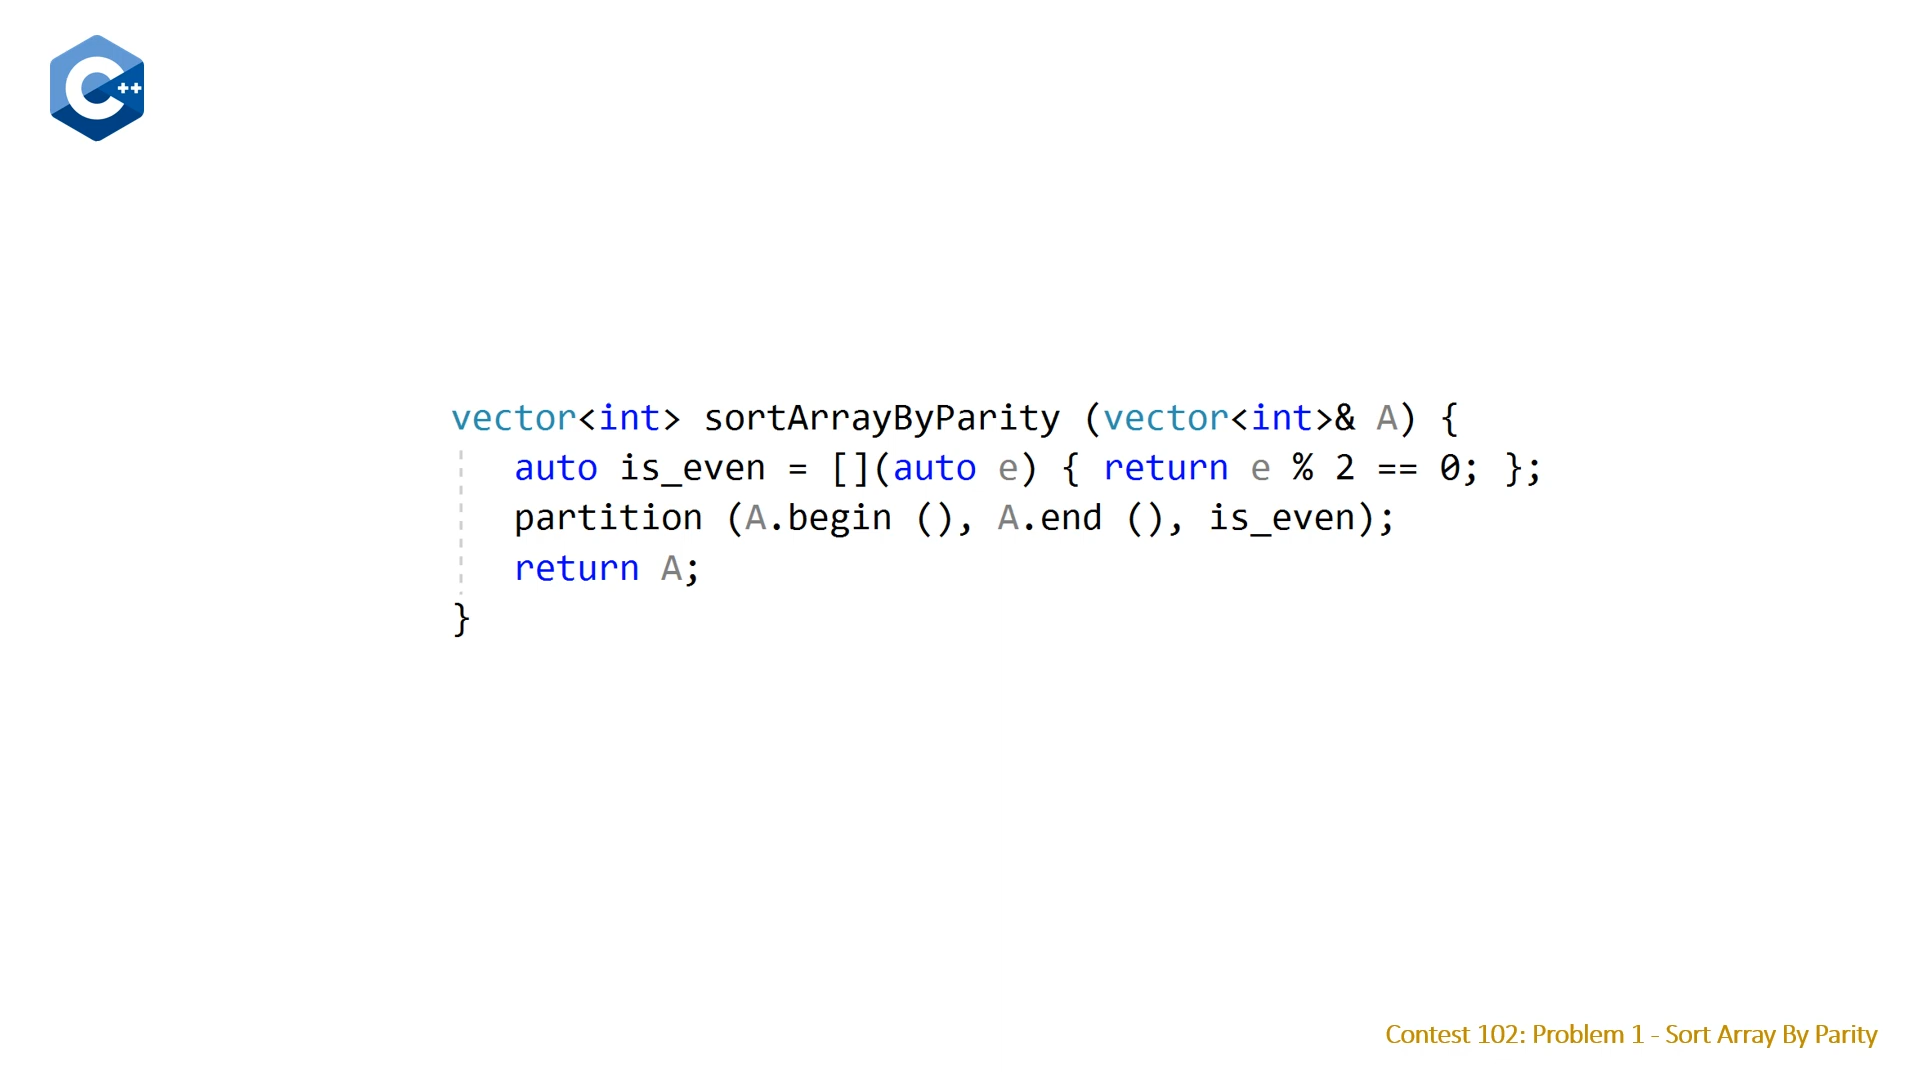 C++
vector<int> sortArrayByParity (vector<int>& A) {
auto is_even = [](auto e) { return e % 2 == 0; };
partition (A.begin (), A.end (), is_even);
return A;
}
Contest 102: Problem 1 - Sort Array By Parity